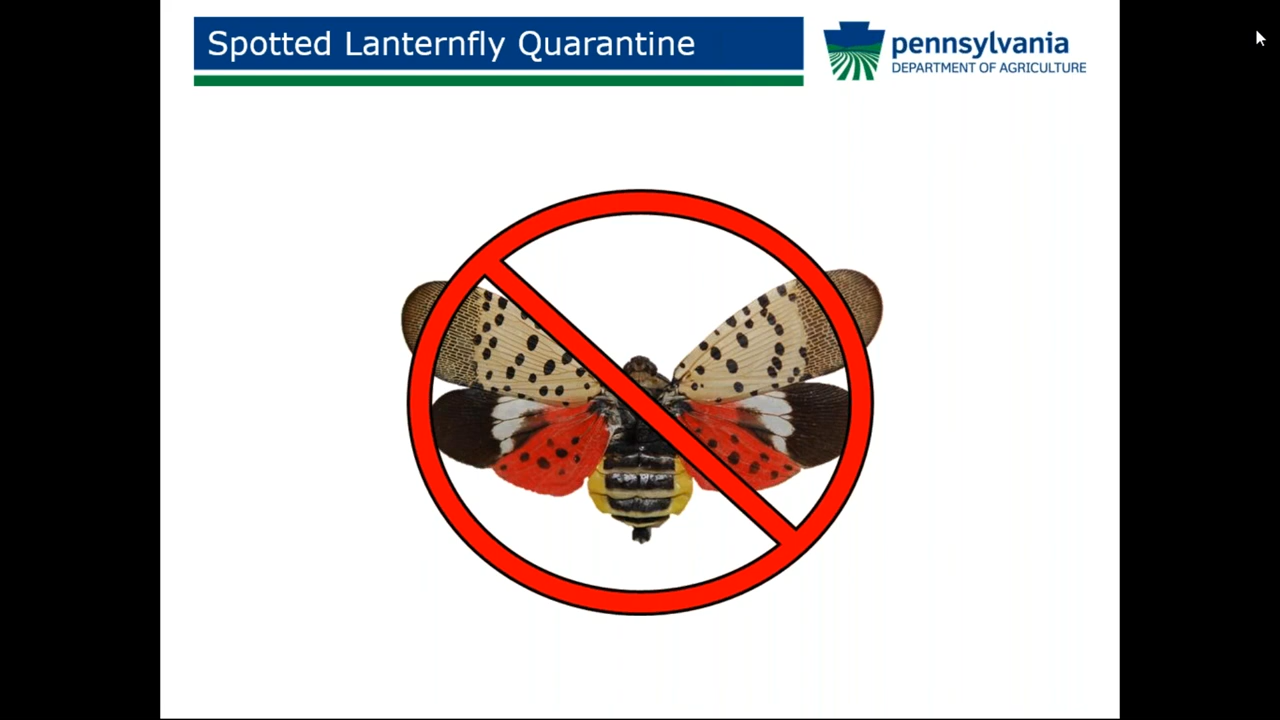 Spotted Lanternfly Quarantine
pennsylvania
DEPARTMENT OF AGRICULTURE